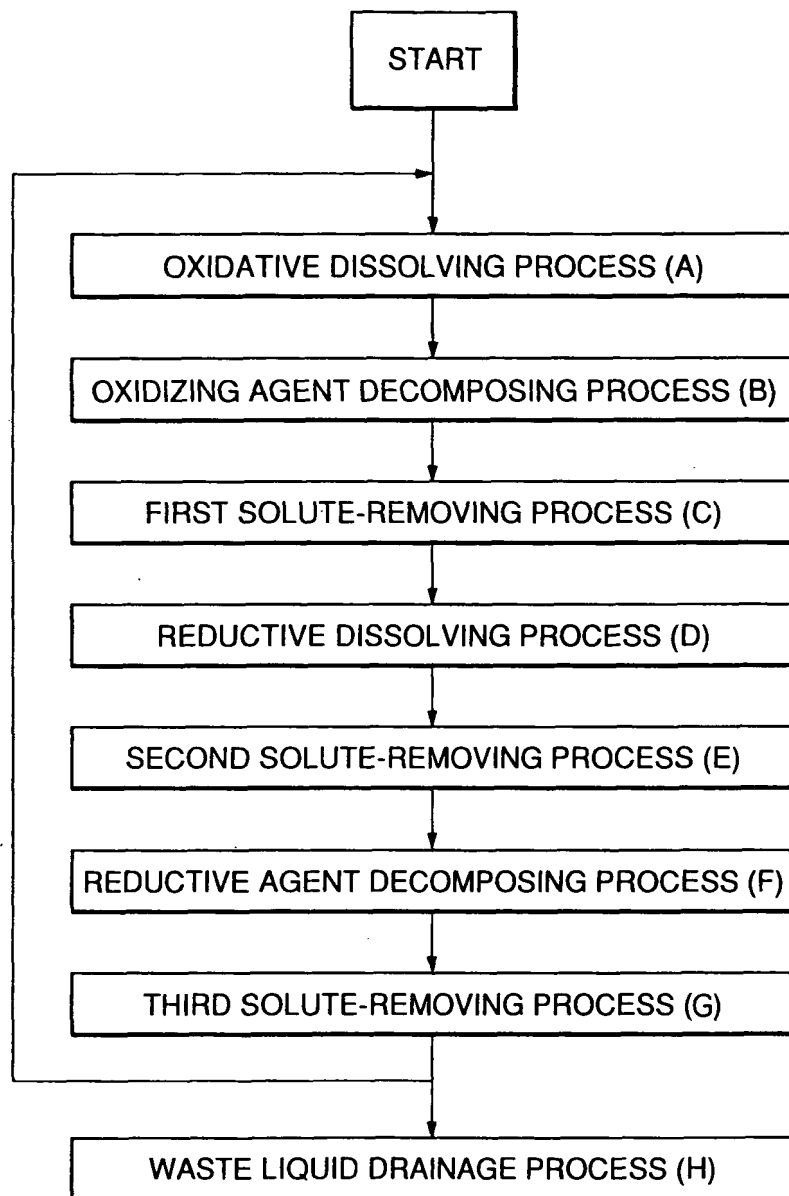 START
OXIDATIVE DISSOLVING PROCESS (A)
OXIDIZING AGENT DECOMPOSING PROCESS (B)
FIRST SOLUTE-REMOVING PROCESS (C)
REDUCTIVE DISSOLVING PROCESS (D)
SECOND SOLUTE-REMOVING PROCESS (E)
REDUCTIVE AGENT DECOMPOSING PROCESS (F)
THIRD SOLUTE-REMOVING PROCESS (G)
WASTE LIQUID DRAINAGE PROCESS (H)